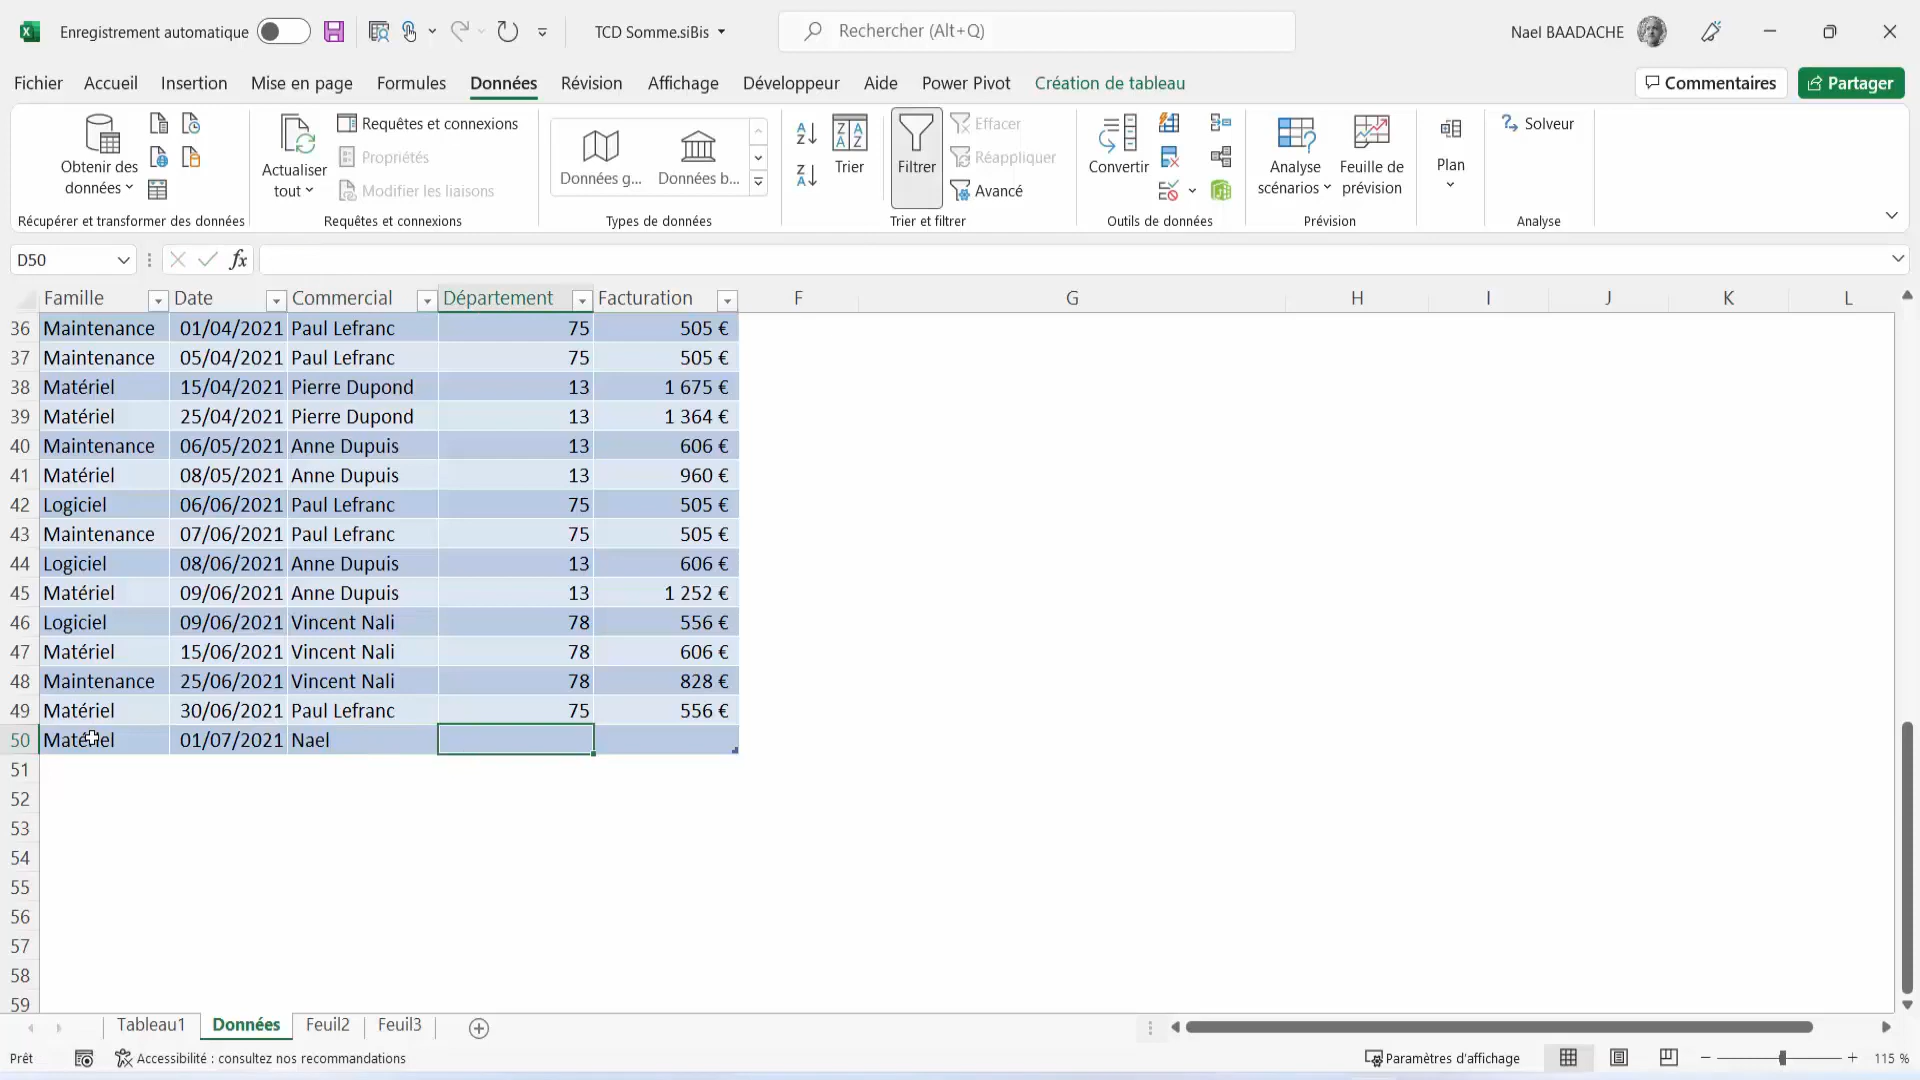 Enregistrement automatique
TCD Somme.siBis
Rechercher (Alt+Q)
Nael BAADACHE
Fichier Accueil Insertion Mise en page Formules Données Révision Affichage Développeur Aide Power Pivot Création de tableau
Commentaires
Partager
Obtenir des données
Récupérer et transformer des données
Actualiser tout
Requêtes et connexions
Propriétés
Modifier les liaisons
Requêtes et connexions
Données g...
Données b...
Types de données
Trier
Filtrer
Effacer
Réappliquer
Avancé
Trier et filtrer
Convertir
Outils de données
Analyse scénarios
Feuille de prévision
Prévision
Plan
Solveur
Analyse
D50
fx
Famille Date Commercial Département Facturation F G H I J K L
36 Maintenance 01/04/2021 Paul Lefranc 75 505 €
37 Maintenance 05/04/2021 Paul Lefranc 75 505 €
38 Matériel 15/04/2021 Pierre Dupond 13 1 675 €
39 Matériel 25/04/2021 Pierre Dupond 13 1 364 €
40 Maintenance 06/05/2021 Anne Dupuis 13 606 €
41 Matériel 08/05/2021 Anne Dupuis 13 960 €
42 Logiciel 06/06/2021 Paul Lefranc 75 505 €
43 Maintenance 07/06/2021 Paul Lefranc 75 505 €
44 Logiciel 08/06/2021 Anne Dupuis 13 606 €
45 Matériel 09/06/2021 Anne Dupuis 13 1 252 €
46 Logiciel 09/06/2021 Vincent Nali 78 556 €
47 Matériel 15/06/2021 Vincent Nali 78 606 €
48 Maintenance 25/06/2021 Vincent Nali 78 828 €
49 Matériel 30/06/2021 Paul Lefranc 75 556 €
50 Matériel 01/07/2021 Nael
51
52
53
54
55
56
57
58
59
Tableau1 Données Feuil2 Feuil3
Prêt
Accessibilité : consultez nos recommandations
Paramètres d'affichage
115 %